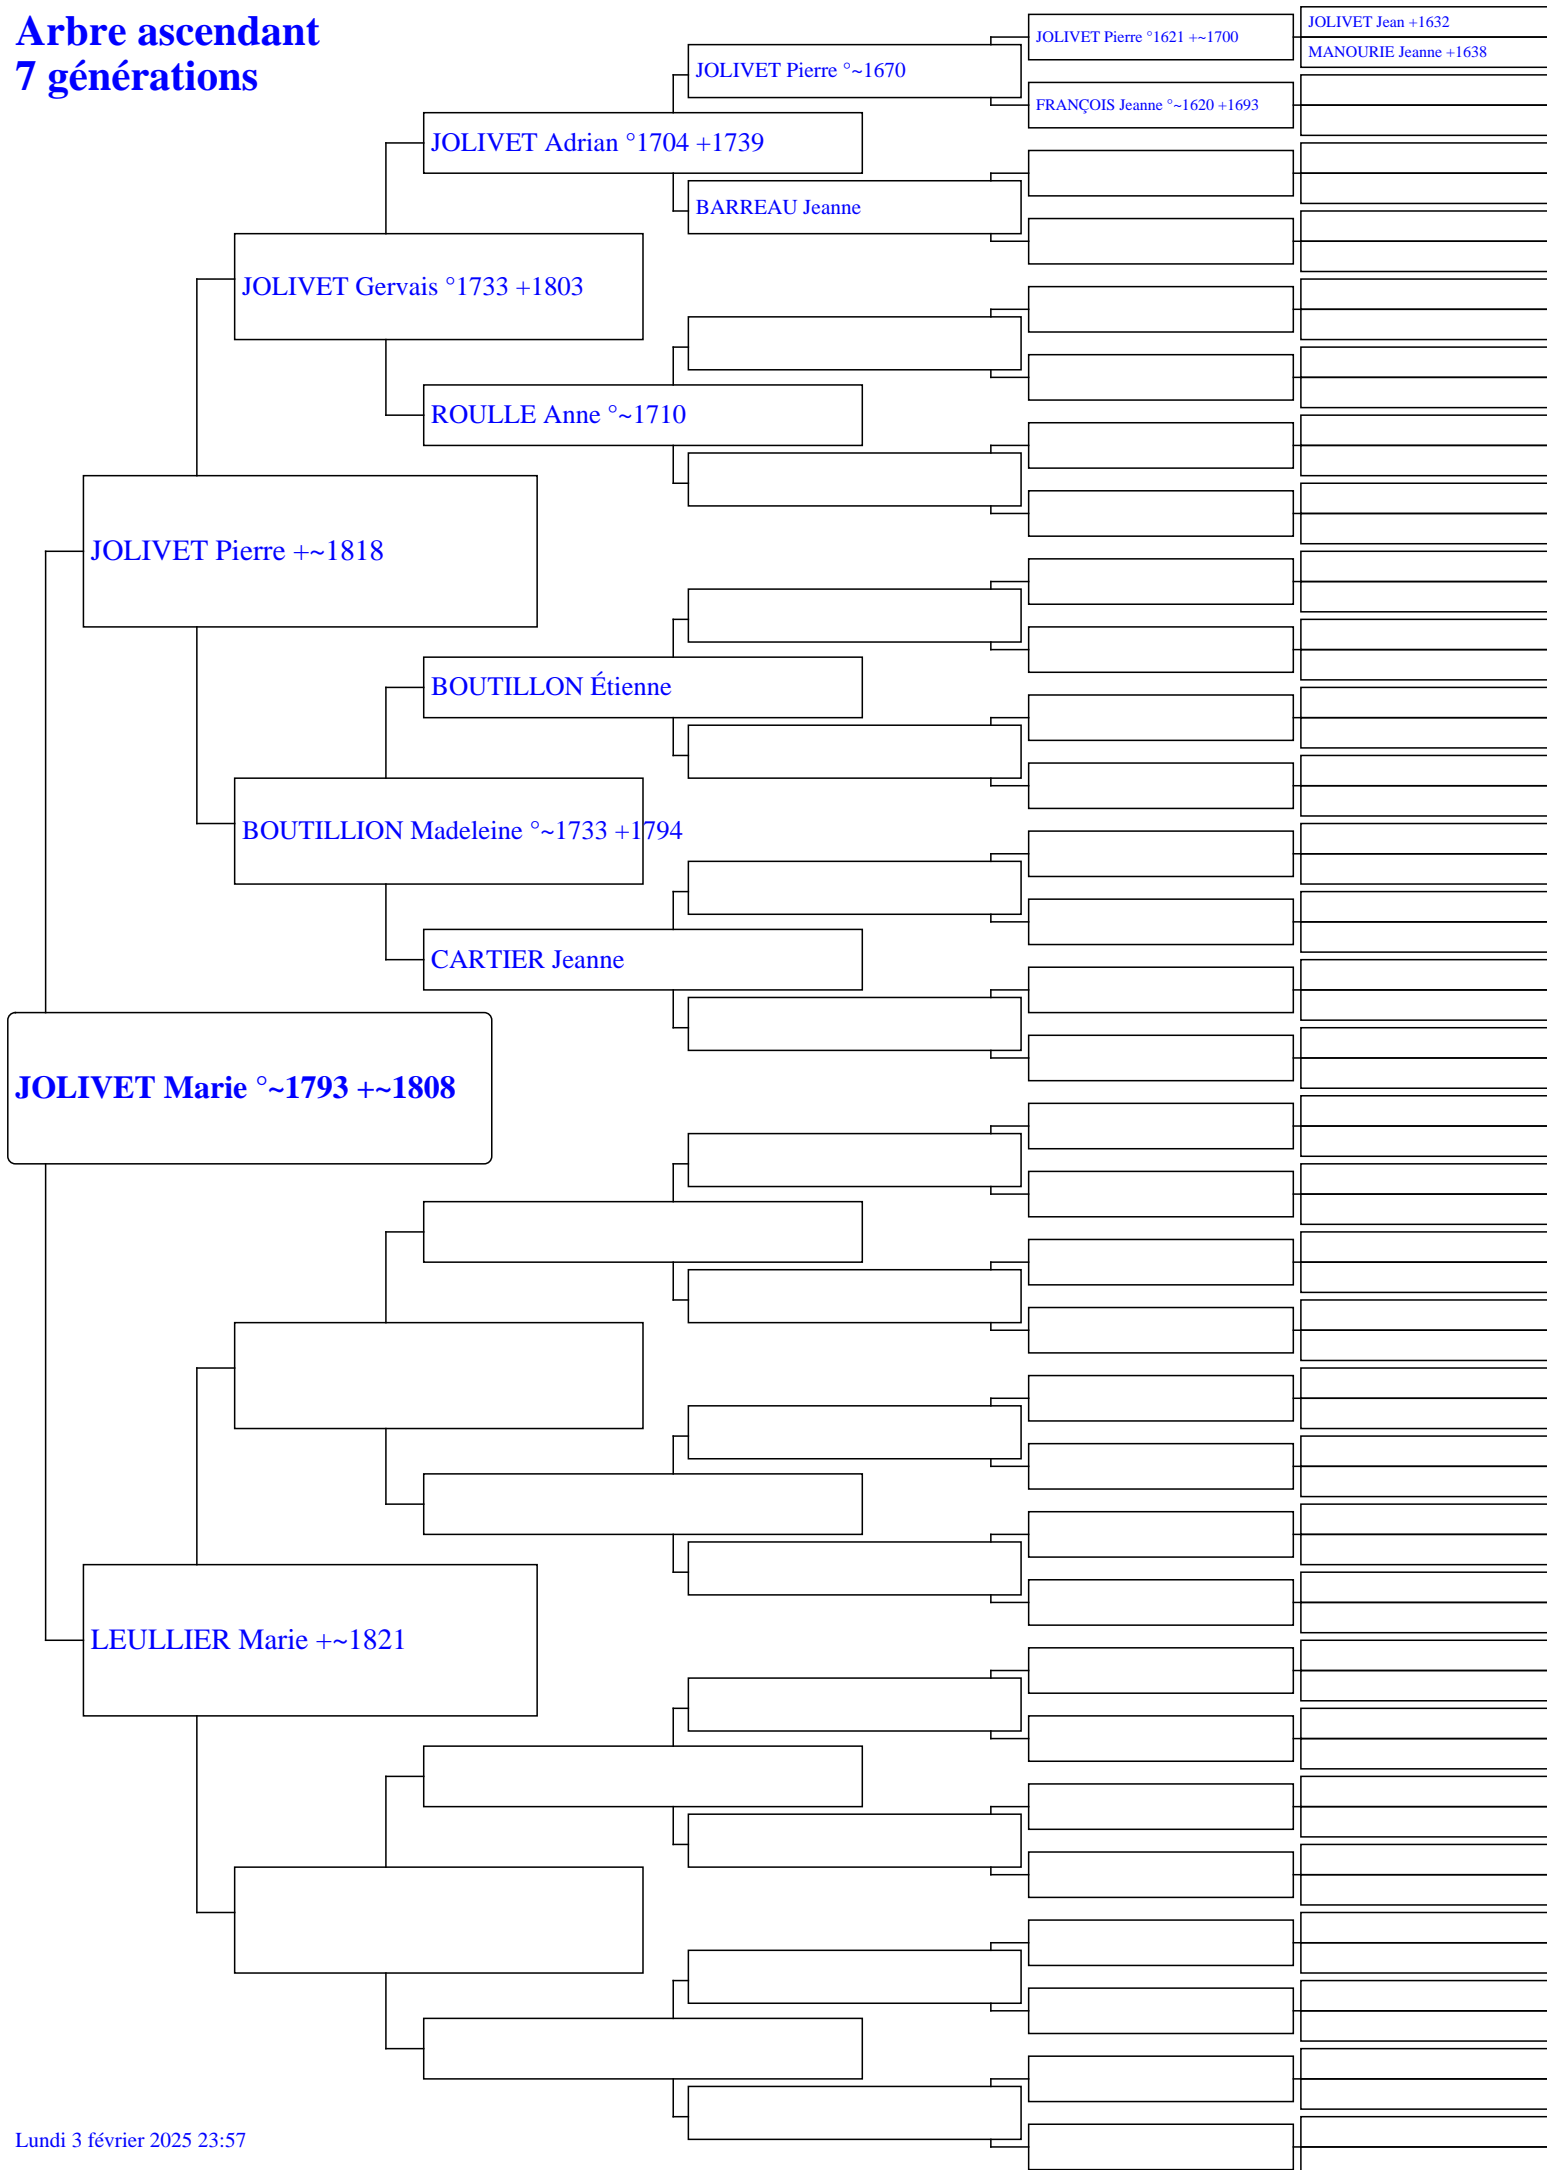 Arbre ascendant
7 générations
JOLIVET Jean +1632
JOLIVET Pierre °1621 +~1700
MANOURIE Jeanne +1638
JOLIVET Pierre °~1670
FRANÇOIS Jeanne °~1620 +1693
JOLIVET Adrian °1704 +1739
BARREAU Jeanne
JOLIVET Gervais °1733 +1803
ROULLE Anne °~1710
JOLIVET Pierre +~1818
BOUTILLON Étienne
BOUTILLION Madeleine °~1733 +1794
CARTIER Jeanne
JOLIVET Marie °~1793 +~1808
LEULLIER Marie +~1821
Lundi 3 février 2025 23:57